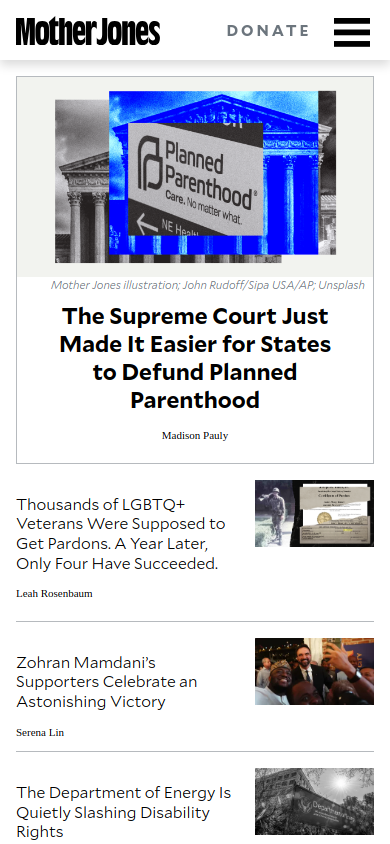 Mother Jones
DONATE
Planned
Parenthood®
Care. No matter what.
Mother Jones illustration; John Rudoff/Sipa USA/AP; Unsplash
The Supreme Court Just
Made It Easier for States
to Defund Planned
Parenthood
Madison Pauly
Thousands of LGBTQ+
Veterans Were Supposed to
Get Pardons. A Year Later,
Only Four Have Succeeded.
Leah Rosenbaum
Zohran Mamdani’s
Supporters Celebrate an
Astonishing Victory
Serena Lin
The Department of Energy Is
Quietly Slashing Disability
Rights